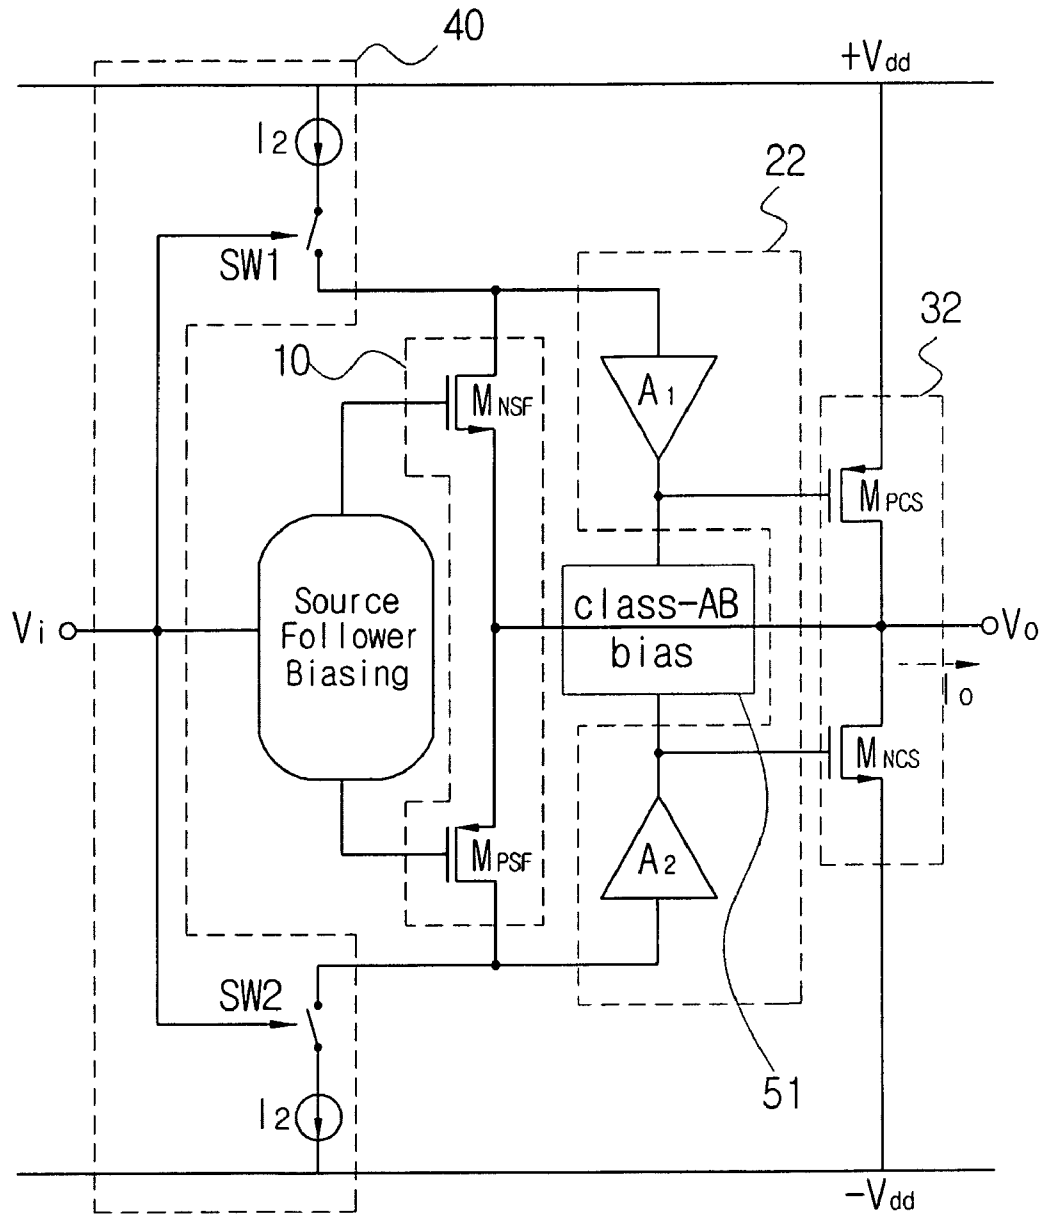 40
+Vdd
I2
22
SW1
32
10
MNSF
A1
MPCS
Source
Follower
Biasing
class-AB
bias
Vi
Vo
Io
MNCS
MPSF
A2
SW2
51
I2
-Vdd